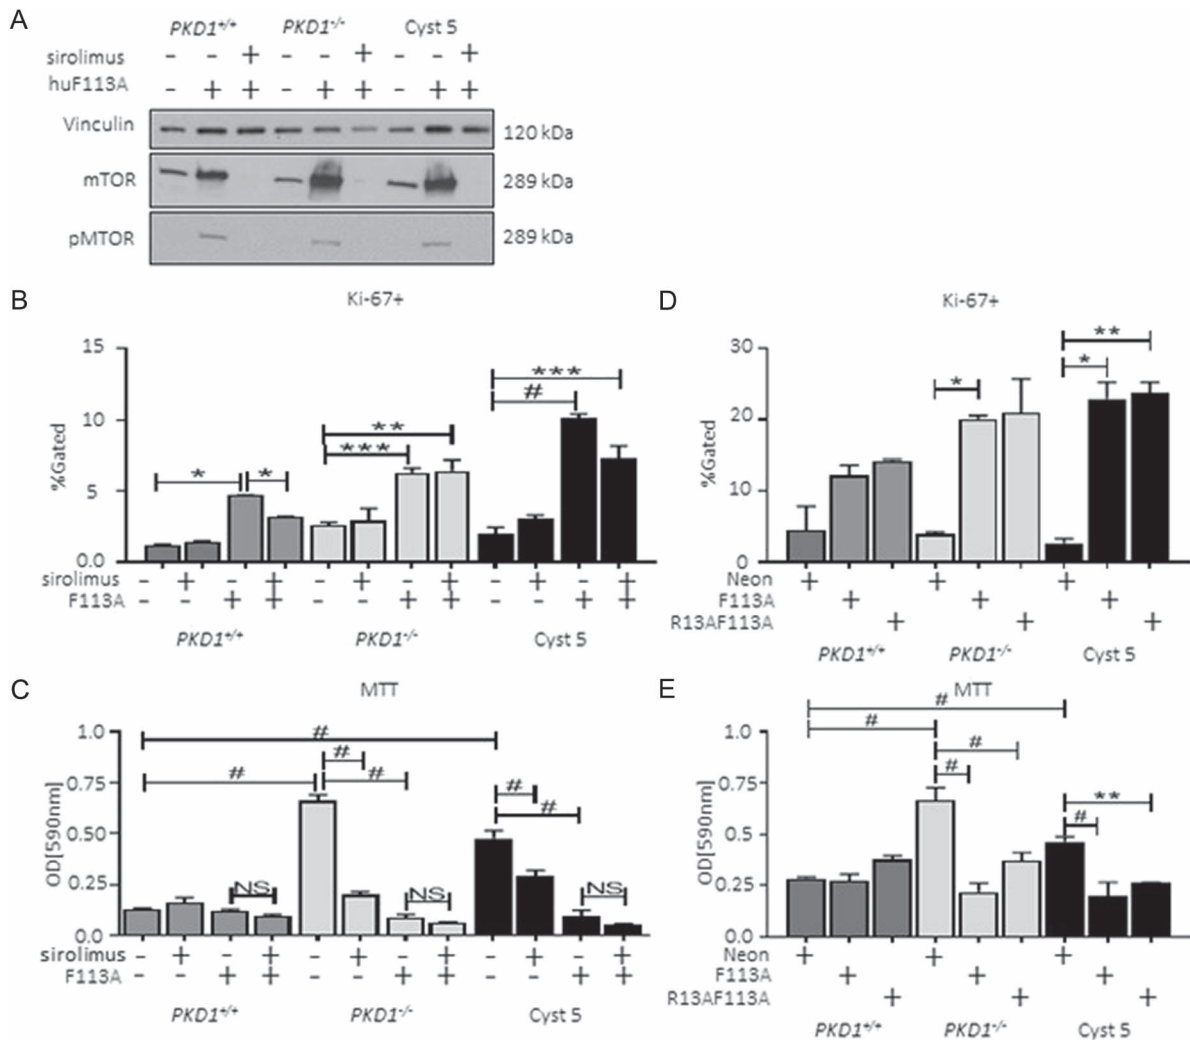 A
PKD1+/+ PKD1-/- Cyst 5
sirolimus - - + - - + - - +
huF113A - + + - + + - + +
Vinculin 120 kDa
mTOR 289 kDa
pMTOR 289 kDa
B
Ki-67+
%Gated
15
10
5
0.0
* * *** ** # ***
sirolimus - + - + - + - + - + - +
F113A - - + + - - + + - - + +
PKD1+/+ PKD1-/- Cyst 5
D
Ki-67+
%Gated
30
20
10
0
* * **
Neon + + +
F113A + + +
R13AF113A + + +
PKD1+/+ PKD1-/- Cyst 5
C
MTT
OD[590nm]
1.0
0.75
0.50
0.25
0.0
# # # # # #
NS NS NS
sirolimus - + - + - + - + - + - +
F113A - - + + - - + + - - + +
PKD1+/+ PKD1-/- Cyst 5
E
MTT
OD[590nm]
1.0
0.75
0.5
0.25
0.0
# # # # # **
Neon + + +
F113A + + +
R13AF113A + + +
PKD1+/+ PKD1-/- Cyst 5